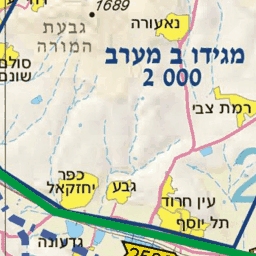 1689
נאעורה
גבעת
המורה
מגידו ב מערב
2 000
סולם
שונם
רמת צבי
כפר
יחזקאל
גבע
עין חרוד
תל יוסף
גדעונה